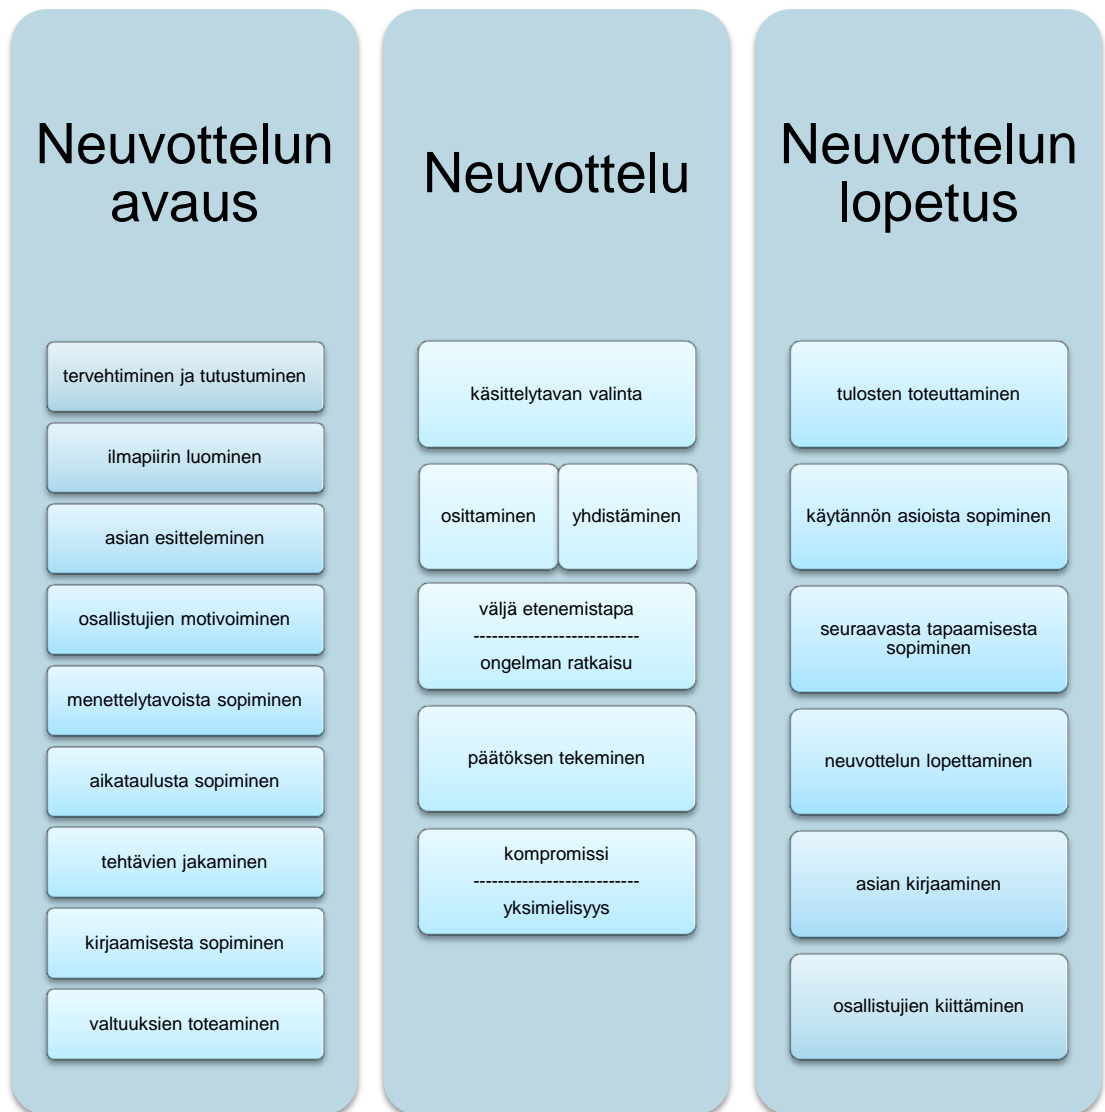 Neuvottelun
avaus
tervehtiminen ja tutustuminen
ilmapiirin luominen
asian esitteleminen
osallistujien motivoiminen
menettelytavoista sopiminen
aikataulusta sopiminen
tehtävien jakaminen
kirjaamisesta sopiminen
valtuuksien toteaminen
Neuvottelu
käsittelytavan valinta
osittaminen
yhdistäminen
väljä etenemistapa
---------------------------
ongelman ratkaisu
päätöksen tekeminen
kompromissi
---------------------------
yksimielisyys
Neuvottelun
lopetus
tulosten toteuttaminen
käytännön asioista sopiminen
seuraavasta tapaamisesta
sopiminen
neuvottelun lopettaminen
asian kirjaaminen
osallistujien kiittäminen